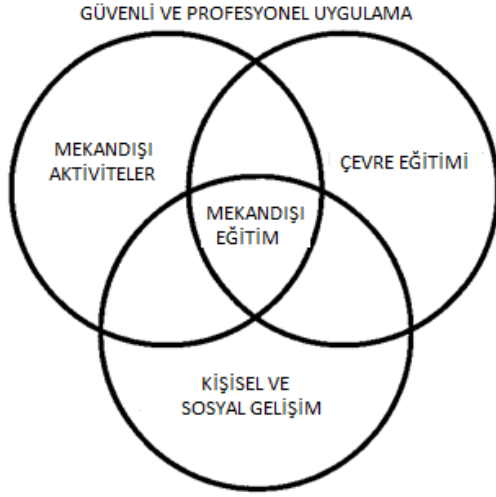 GÜVENLİ VE PROFESYONEL UYGULAMA
MEKANDIŞI
AKTİVİTELER
ÇEVRE EĞİTİMİ
MEKANDIŞI
EĞİTİM
KİŞİSEL VE
SOSYAL GELİŞİM